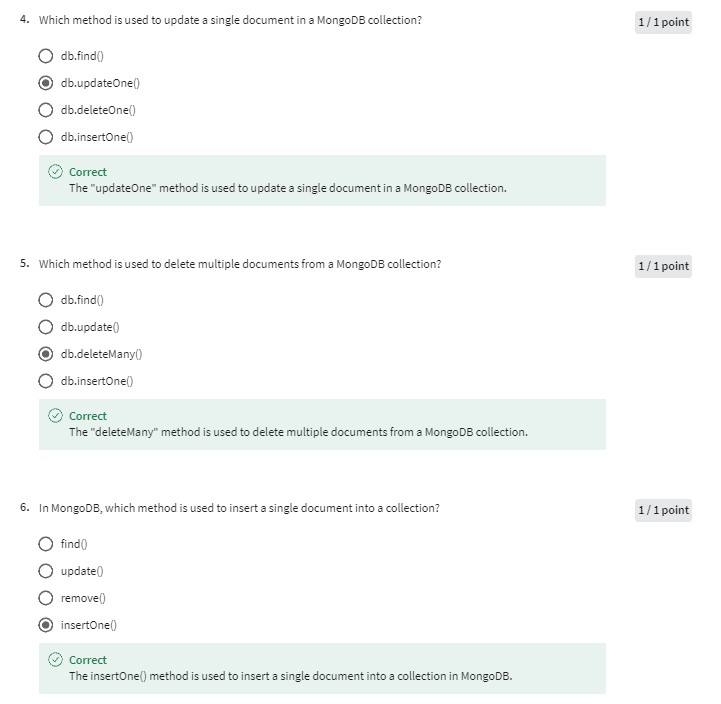 4. Which method is used to update a single document in a MongoDB collection?
1 / 1 point
db.find()
db.updateOne()
db.deleteOne()
db.insertOne()
Correct
The "updateOne" method is used to update a single document in a MongoDB collection.
5. Which method is used to delete multiple documents from a MongoDB collection?
1 / 1 point
db.find()
db.update()
db.deleteMany()
db.insertOne()
Correct
The "deleteMany" method is used to delete multiple documents from a MongoDB collection.
6. In MongoDB, which method is used to insert a single document into a collection?
1 / 1 point
find()
update()
remove()
insertOne()
Correct
The insertOne() method is used to insert a single document into a collection in MongoDB.